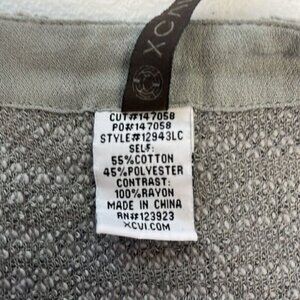 XCVI
CUT#147058
PO#147058
STYLE#12943LC
SELF:
55%COTTON
45%POLYESTER
CONTRAST:
100%RAYON
MADE IN CHINA
RN#123923
XCVI.COM